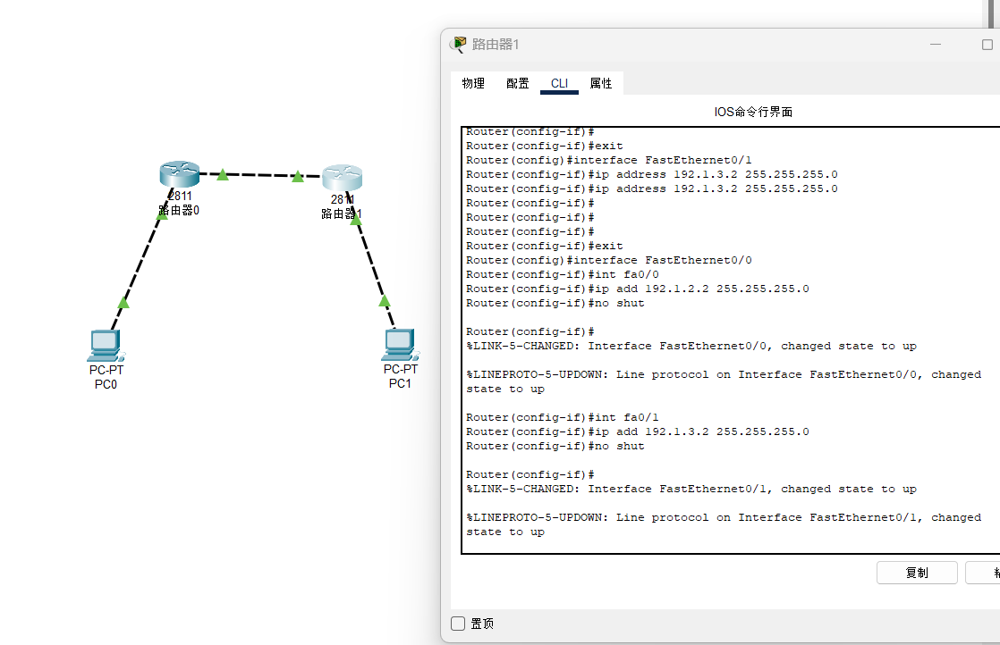 路由器1
物理 配置 CLI 属性
IOS命令行界面
Router(config-if)#
Router(config-if)#exit
Router(config)#interface FastEthernet0/1
Router(config-if)#ip address 192.1.3.2 255.255.255.0
Router(config-if)#ip address 192.1.3.2 255.255.255.0
Router(config-if)#
Router(config-if)#
Router(config-if)#
Router(config-if)#exit
Router(config)#interface FastEthernet0/0
Router(config-if)#int fa0/0
Router(config-if)#ip add 192.1.2.2 255.255.255.0
Router(config-if)#no shut
Router(config-if)#
%LINK-5-CHANGED: Interface FastEthernet0/0, changed state to up
%LINEPROTO-5-UPDOWN: Line protocol on Interface FastEthernet0/0, changed
state to up
Router(config-if)#int fa0/1
Router(config-if)#ip add 192.1.3.2 255.255.255.0
Router(config-if)#no shut
Router(config-if)#
%LINK-5-CHANGED: Interface FastEthernet0/1, changed state to up
%LINEPROTO-5-UPDOWN: Line protocol on Interface FastEthernet0/1, changed
state to up
复制
置顶
2811
路由器0
2811
路由器1
PC-PT
PC0
PC-PT
PC1